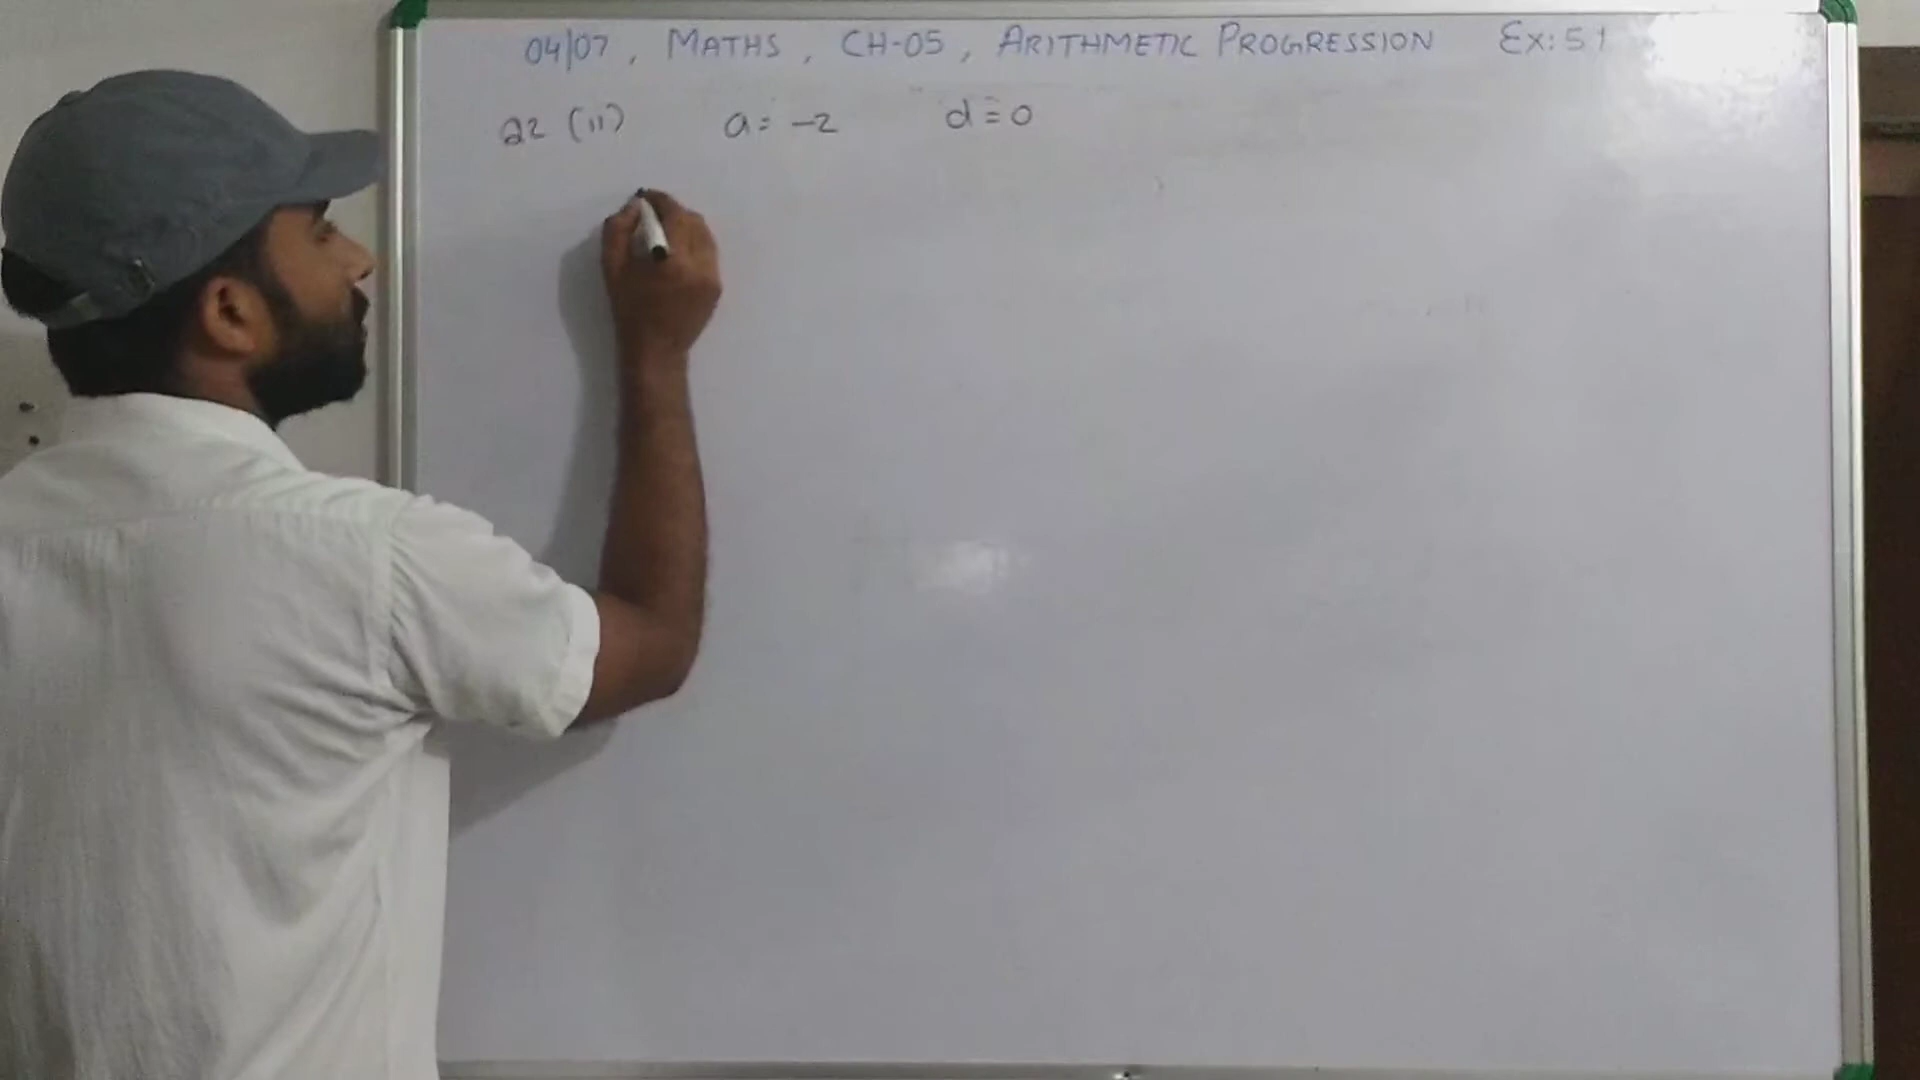 04/07, MATHS, CH-05, ARITHMETIC PROGRESSION Ex: 5.1
Q2 (ii) a = -2 d = 0